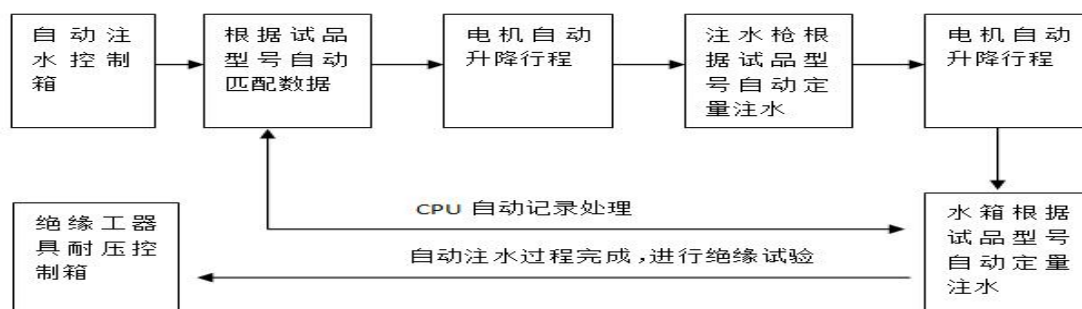 自动注
水控制
箱
根据试品
型号自动
匹配数据
电机自动
升降行程
注水枪根
据试品型
号自动定
量注水
电机自动
升降行程
CPU 自动记录处理
自动注水过程完成,进行绝缘试验
水箱根据
试品型号
自动定量
注水
绝缘工器
具耐压控
制箱